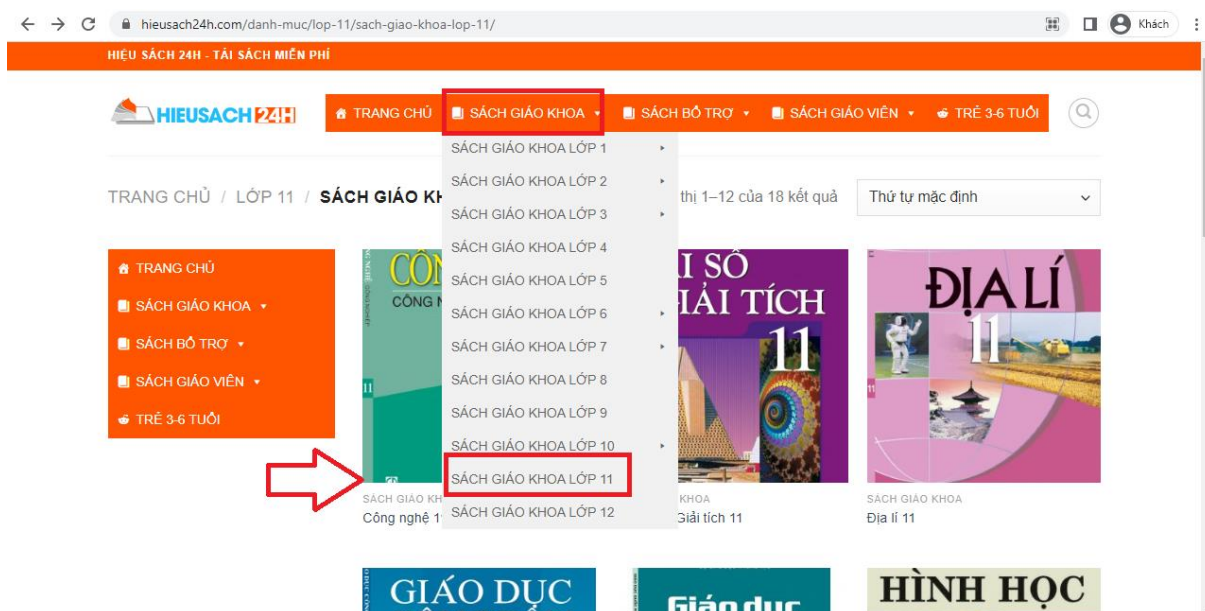 hieusach24h.com/danh-muc/lop-11/sach-giao-khoa-lop-11/
Khách
HIỆU SÁCH 24H - TẢI SÁCH MIỄN PHÍ
HIEUSACH 24H
TRANG CHỦ
SÁCH GIÁO KHOA
SÁCH BỔ TRỢ
SÁCH GIÁO VIÊN
TRẺ 3-6 TUỔI
SÁCH GIÁO KHOA LỚP 1
SÁCH GIÁO KHOA LỚP 2
SÁCH GIÁO KHOA LỚP 3
SÁCH GIÁO KHOA LỚP 4
SÁCH GIÁO KHOA LỚP 5
SÁCH GIÁO KHOA LỚP 6
SÁCH GIÁO KHOA LỚP 7
SÁCH GIÁO KHOA LỚP 8
SÁCH GIÁO KHOA LỚP 9
SÁCH GIÁO KHOA LỚP 10
SÁCH GIÁO KHOA LỚP 11
SÁCH GIÁO KHOA LỚP 12
TRANG CHỦ / LỚP 11 / SÁCH GIÁO KH
thị 1–12 của 18 kết quả
Thứ tự mặc định
TRANG CHỦ
SÁCH GIÁO KHOA
SÁCH BỔ TRỢ
SÁCH GIÁO VIÊN
TRẺ 3-6 TUỔI
CÔN
CÔNG N
11
SÁCH GIÁO KH
Công nghệ 1
I SỐ
IẢI TÍCH
11
KHOA
Giải tích 11
ĐỊA LÍ
11
11
SÁCH GIÁO KHOA
Địa lí 11
GIÁO DỤC
Giáo dục
HÌNH HỌC